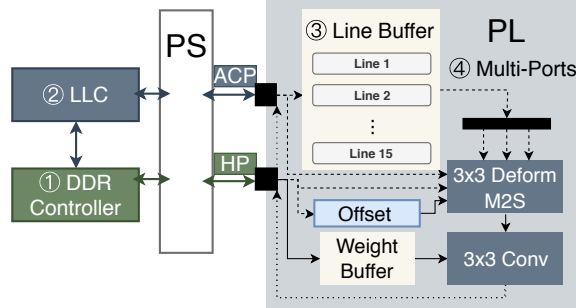 PS
PL
③ Line Buffer
Line 1
Line 2
⋮
Line 15
④ Multi-Ports
ACP
② LLC
HP
① DDR
Controller
3x3 Deform
M2S
Offset
Weight
Buffer
3x3 Conv